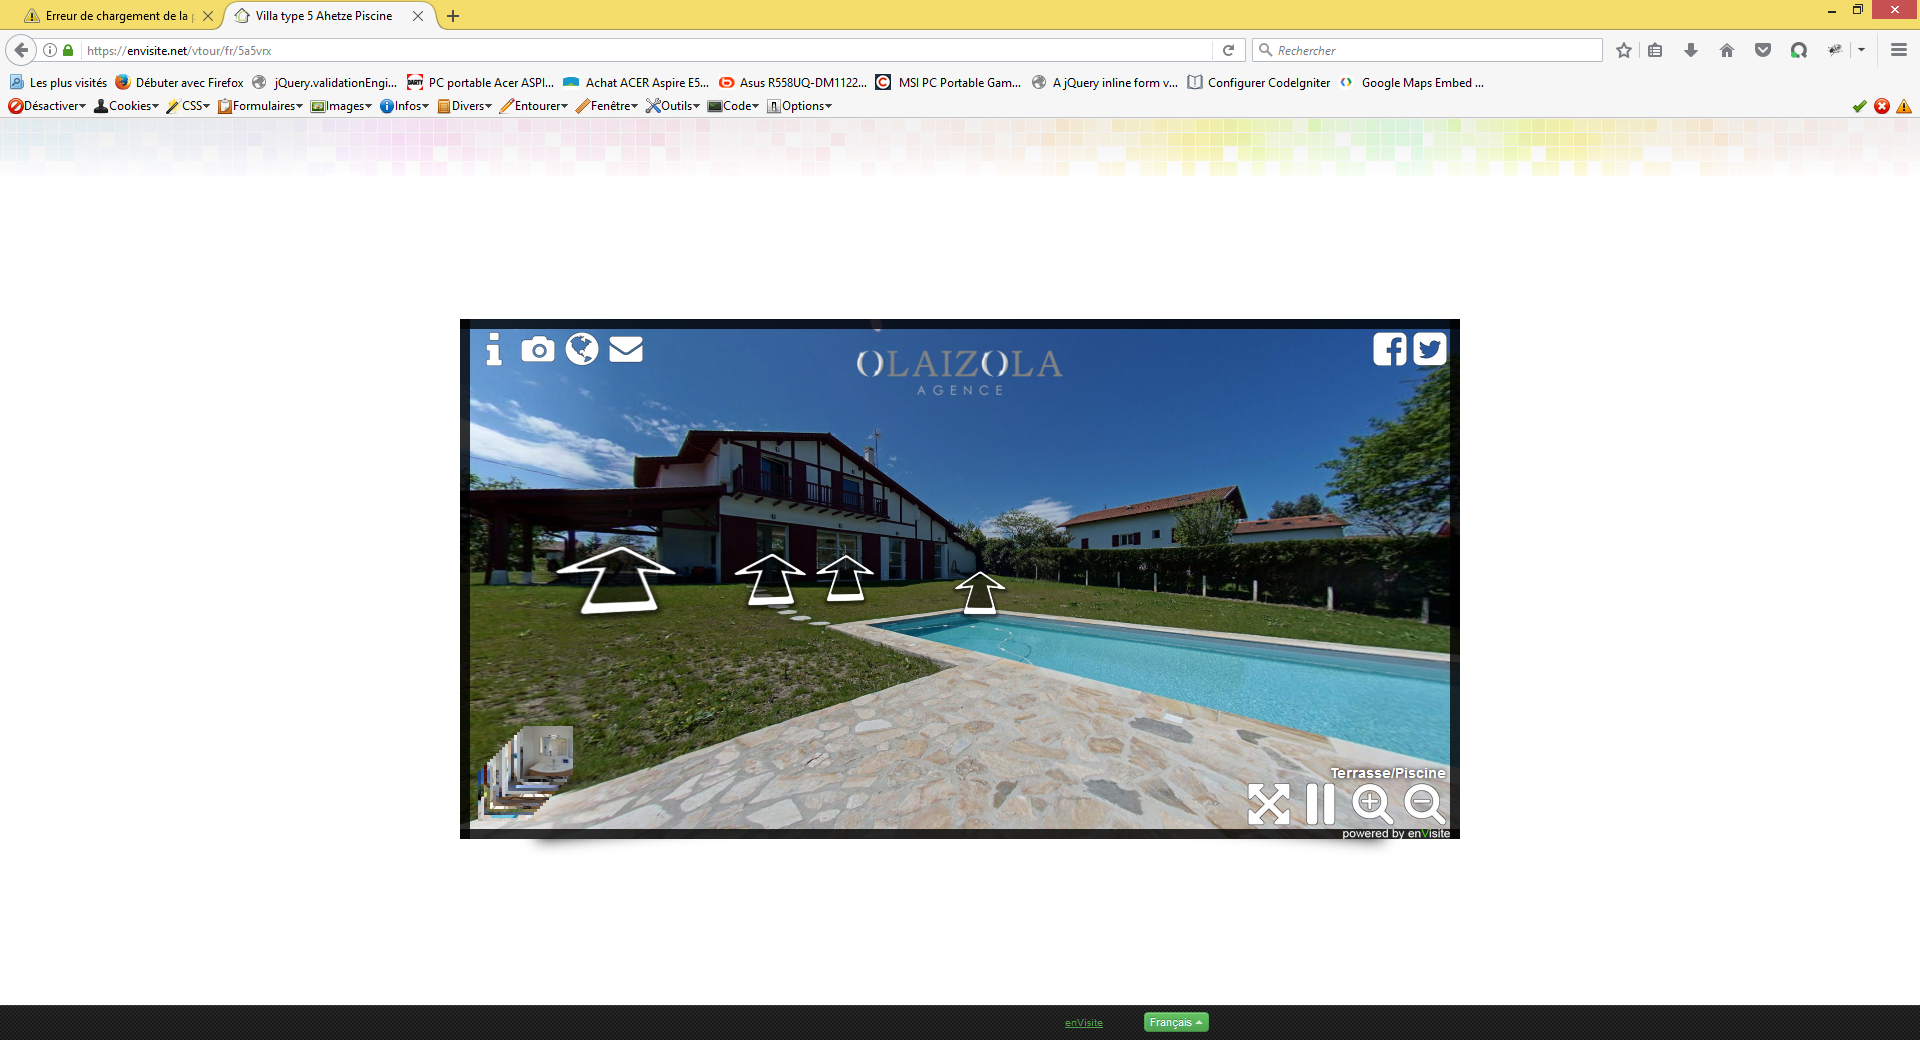 Erreur de chargement de la p
Villa type 5 Ahetze Piscine
https://envisite.net/vtour/fr/5a5vrx
Rechercher
Les plus visités Débuter avec Firefox jQuery.validationEngi... PC portable Acer ASPI... Achat ACER Aspire E5... Asus R558UQ-DM1122... MSI PC Portable Gam... A jQuery inline form v... Configurer CodeIgniter Google Maps Embed ...
Désactiver Cookies CSS Formulaires Images Infos Divers Entourer Fenêtre Outils Code Options
OLAIZOLA
AGENCE
Terrasse/Piscine
powered by enVisite
enVisite
Français